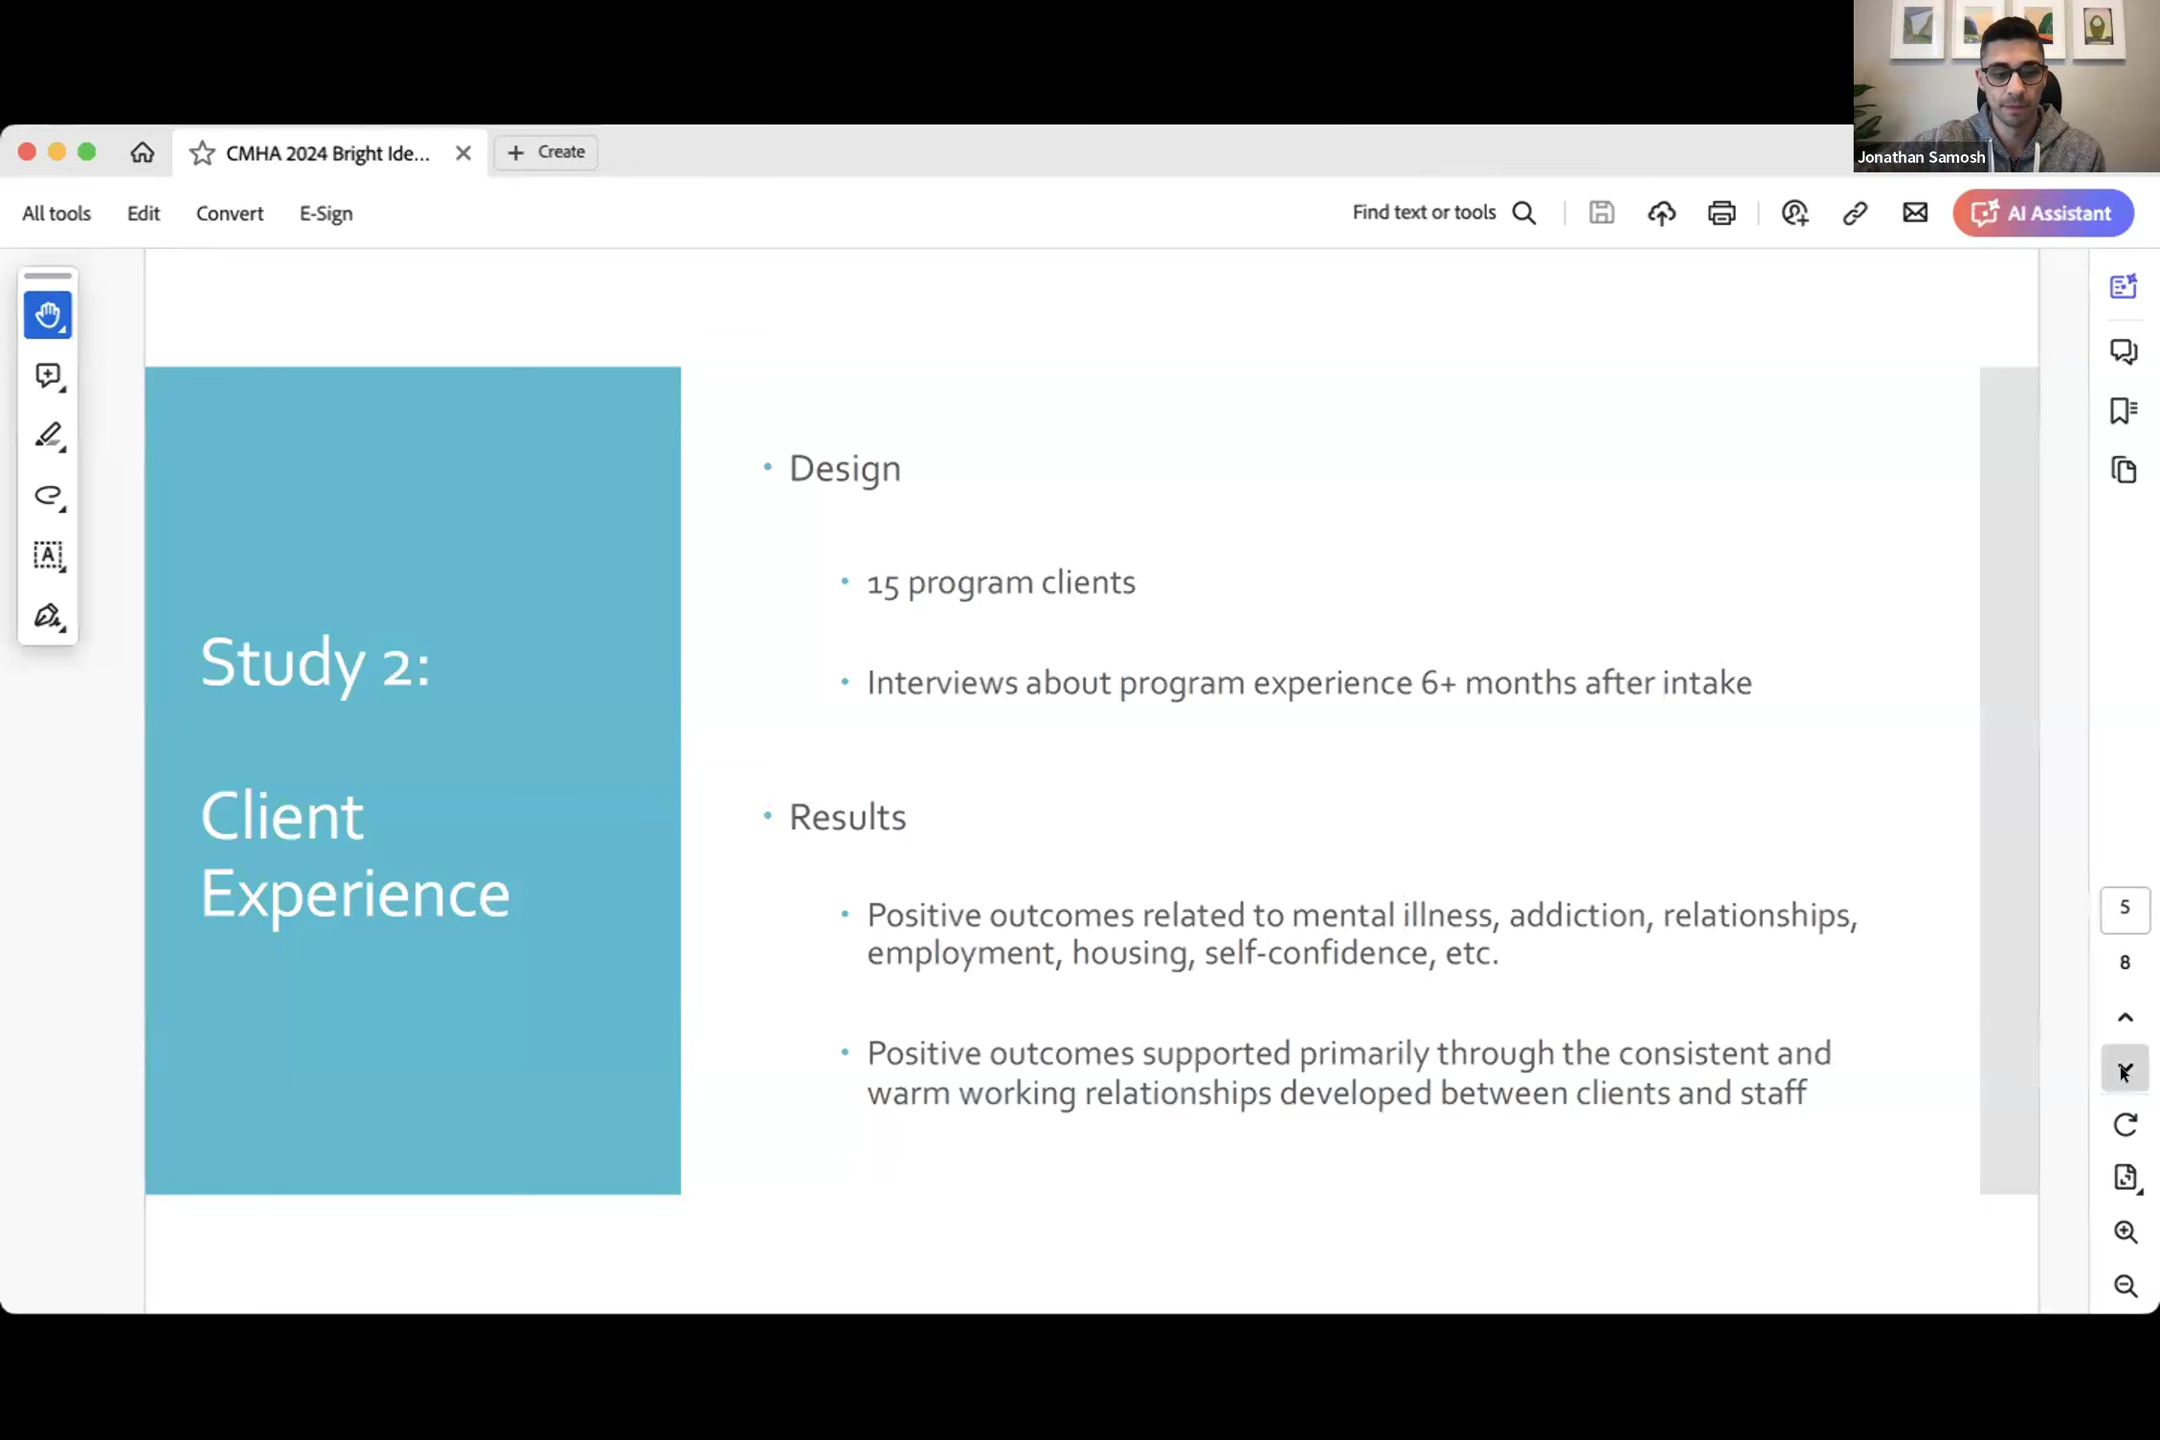 Jonathan Samosh
CMHA 2024 Bright Ide...
Create
All tools
Edit
Convert
E-Sign
Find text or tools
AI Assistant
Study 2:
Client
Experience
• Design
• 15 program clients
• Interviews about program experience 6+ months after intake
• Results
• Positive outcomes related to mental illness, addiction, relationships,
employment, housing, self-confidence, etc.
• Positive outcomes supported primarily through the consistent and
warm working relationships developed between clients and staff
5
8